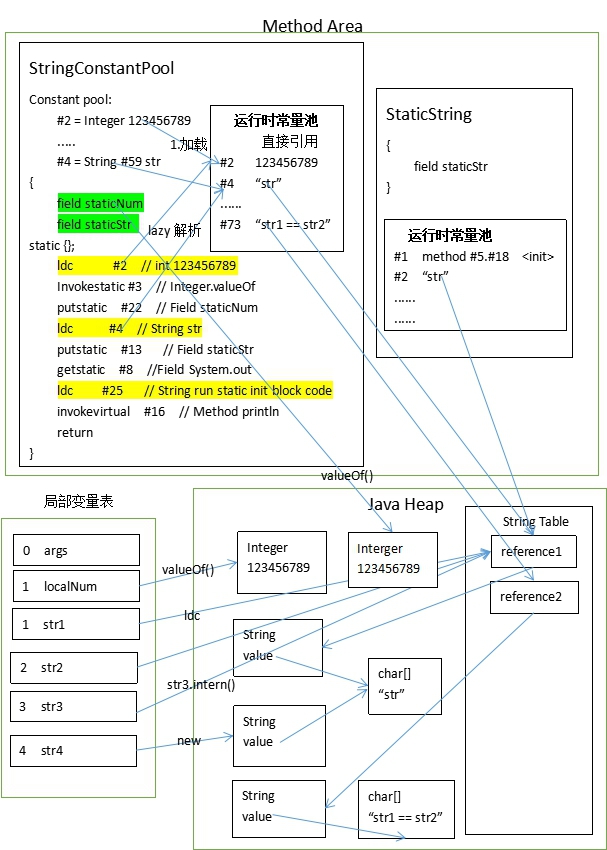 Method Area
StringConstantPool
Constant pool:
#2 = Integer 123456789
.....
#4 = String #59 str
{
field staticNum
field staticStr
static {};
ldc #2 // int 123456789
Invokestatic #3 // Integer.valueOf
putstatic #22 // Field staticNum
ldc #4 // String str
putstatic #13 // Field staticStr
getstatic #8 //Field System.out
ldc #25 // String run static init block code
invokevirtual #16 // Method println
return
}
1.加载
lazy 解析
运行时常量池
直接引用
#2 123456789
#4 “str”
......
#73 “str1 == str2”
StaticString
{
field staticStr
}
运行时常量池
#1 method #5.#18 <init>
#2 “str”
......
......
valueOf()
局部变量表
0 args
1 localNum
1 str1
2 str2
3 str3
4 str4
valueOf()
ldc
str3.intern()
new
Java Heap
Integer
123456789
Interger
123456789
String Table
reference1
reference2
String
value
char[]
“str”
String
value
String
value
char[]
“str1 == str2”